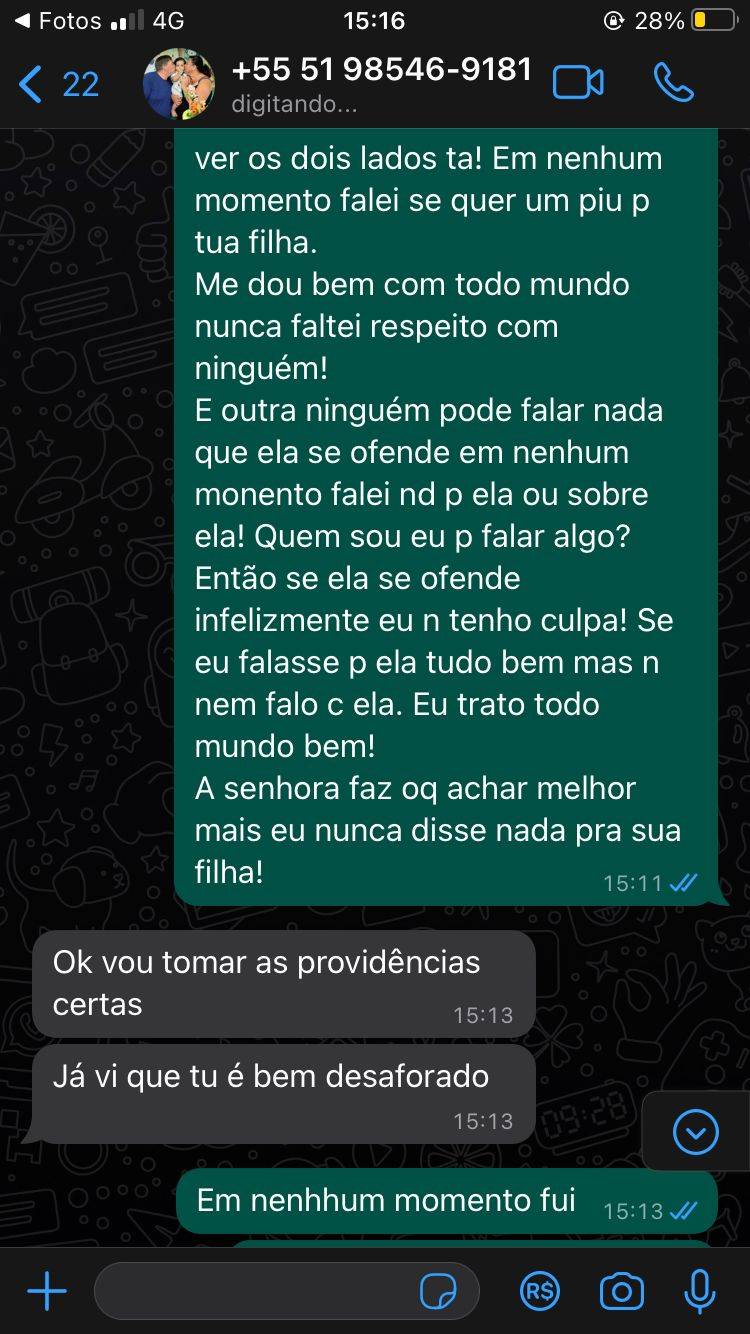 Fotos 4G 15:16 28%
22 +55 51 98546-9181
digitando...
ver os dois lados ta! Em nenhum
momento falei se quer um piu p
tua filha.
Me dou bem com todo mundo
nunca faltei respeito com
ninguém!
E outra ninguém pode falar nada
que ela se ofende em nenhum
monento falei nd p ela ou sobre
ela! Quem sou eu p falar algo?
Então se ela se ofende
infelizmente eu n tenho culpa! Se
eu falasse p ela tudo bem mas n
nem falo c ela. Eu trato todo
mundo bem!
A senhora faz oq achar melhor
mais eu nunca disse nada pra sua
filha!
15:11
Ok vou tomar as providências
certas
15:13
Já vi que tu é bem desaforado
15:13
09:28
Em nenhhum momento fui 15:13
R$